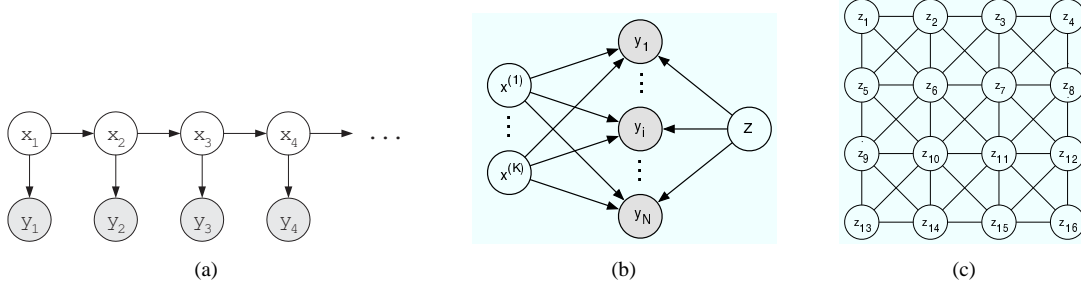 x₁ x₂ x₃ x₄ ...
y₁ y₂ y₃ y₄
(a)
x⁽¹⁾
⋮
x⁽ᴷ⁾
y₁
⋮
yᵢ
⋮
y_N
z
(b)
z₁ z₂ z₃ z₄
z₅ z₆ z₇ z₈
z₉ z₁₀ z₁₁ z₁₂
z₁₃ z₁₄ z₁₅ z₁₆
(c)